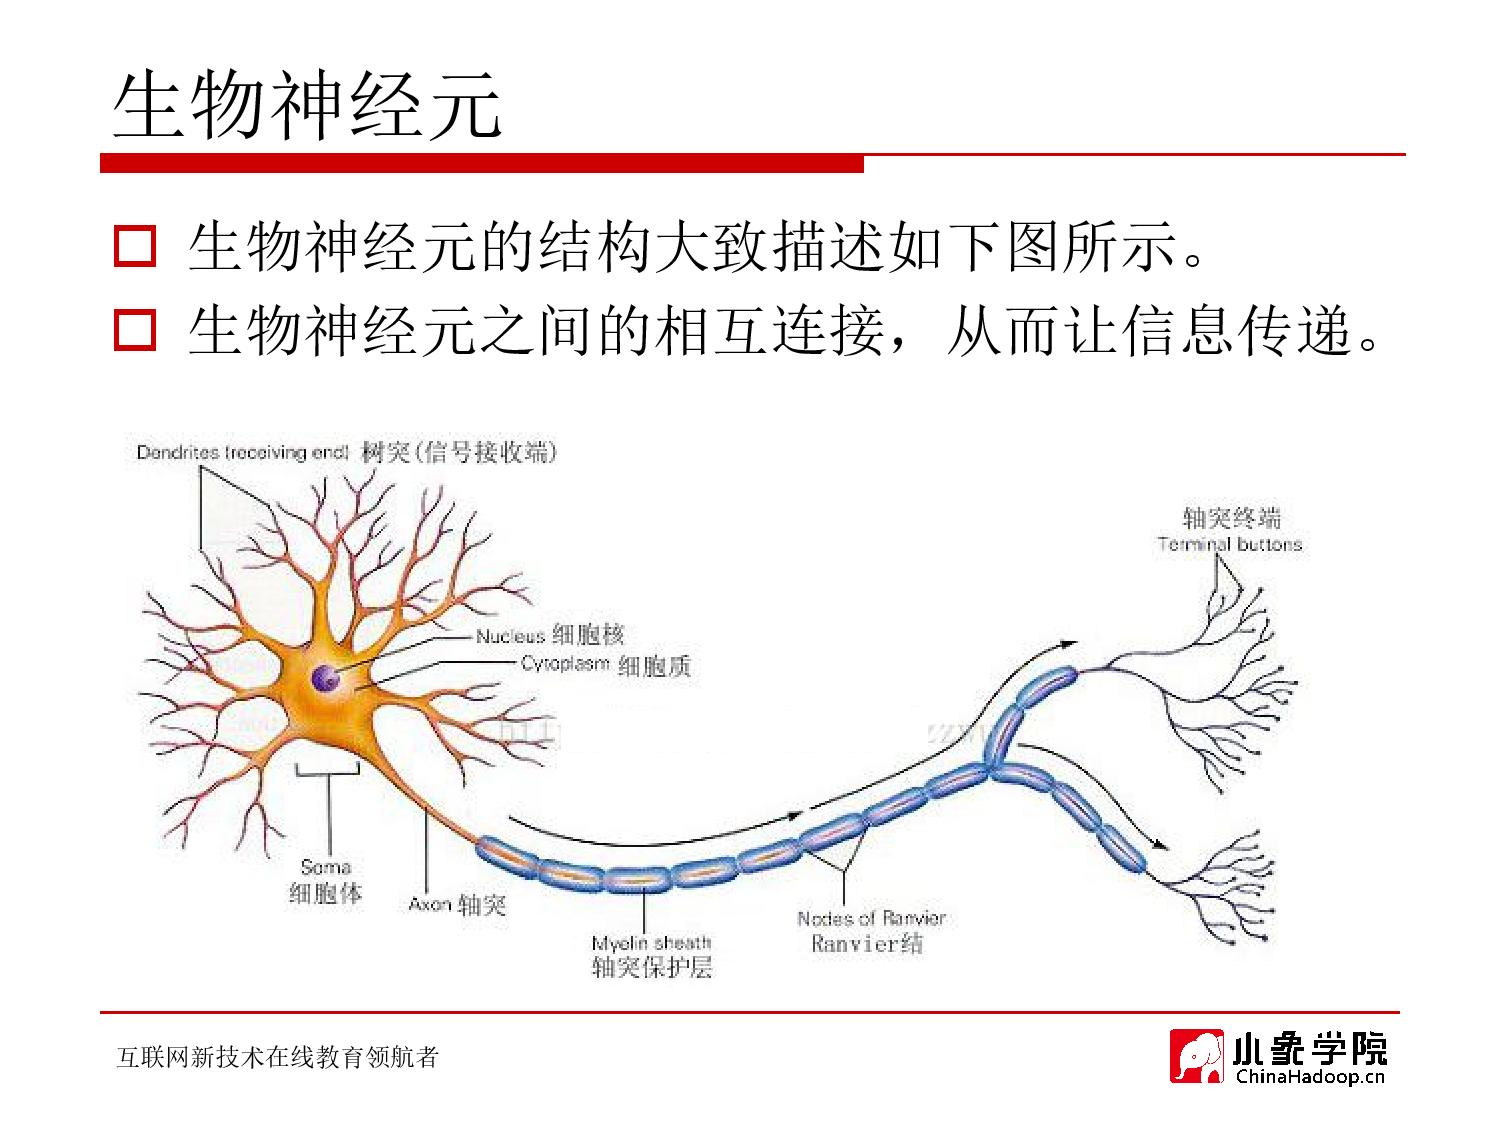 生物神经元
生物神经元的结构大致描述如下图所示。
生物神经元之间的相互连接，从而让信息传递。
Dendrites (receiving end) 树突(信号接收端)
轴突终端
Terminal buttons
Nucleus 细胞核
Cytoplasm 细胞质
Soma
细胞体
Axon 轴突
Nodes of Ranvier
Ranvier结
Myelin sheath
轴突保护层
互联网新技术在线教育领航者
小象学院
ChinaHadoop.cn